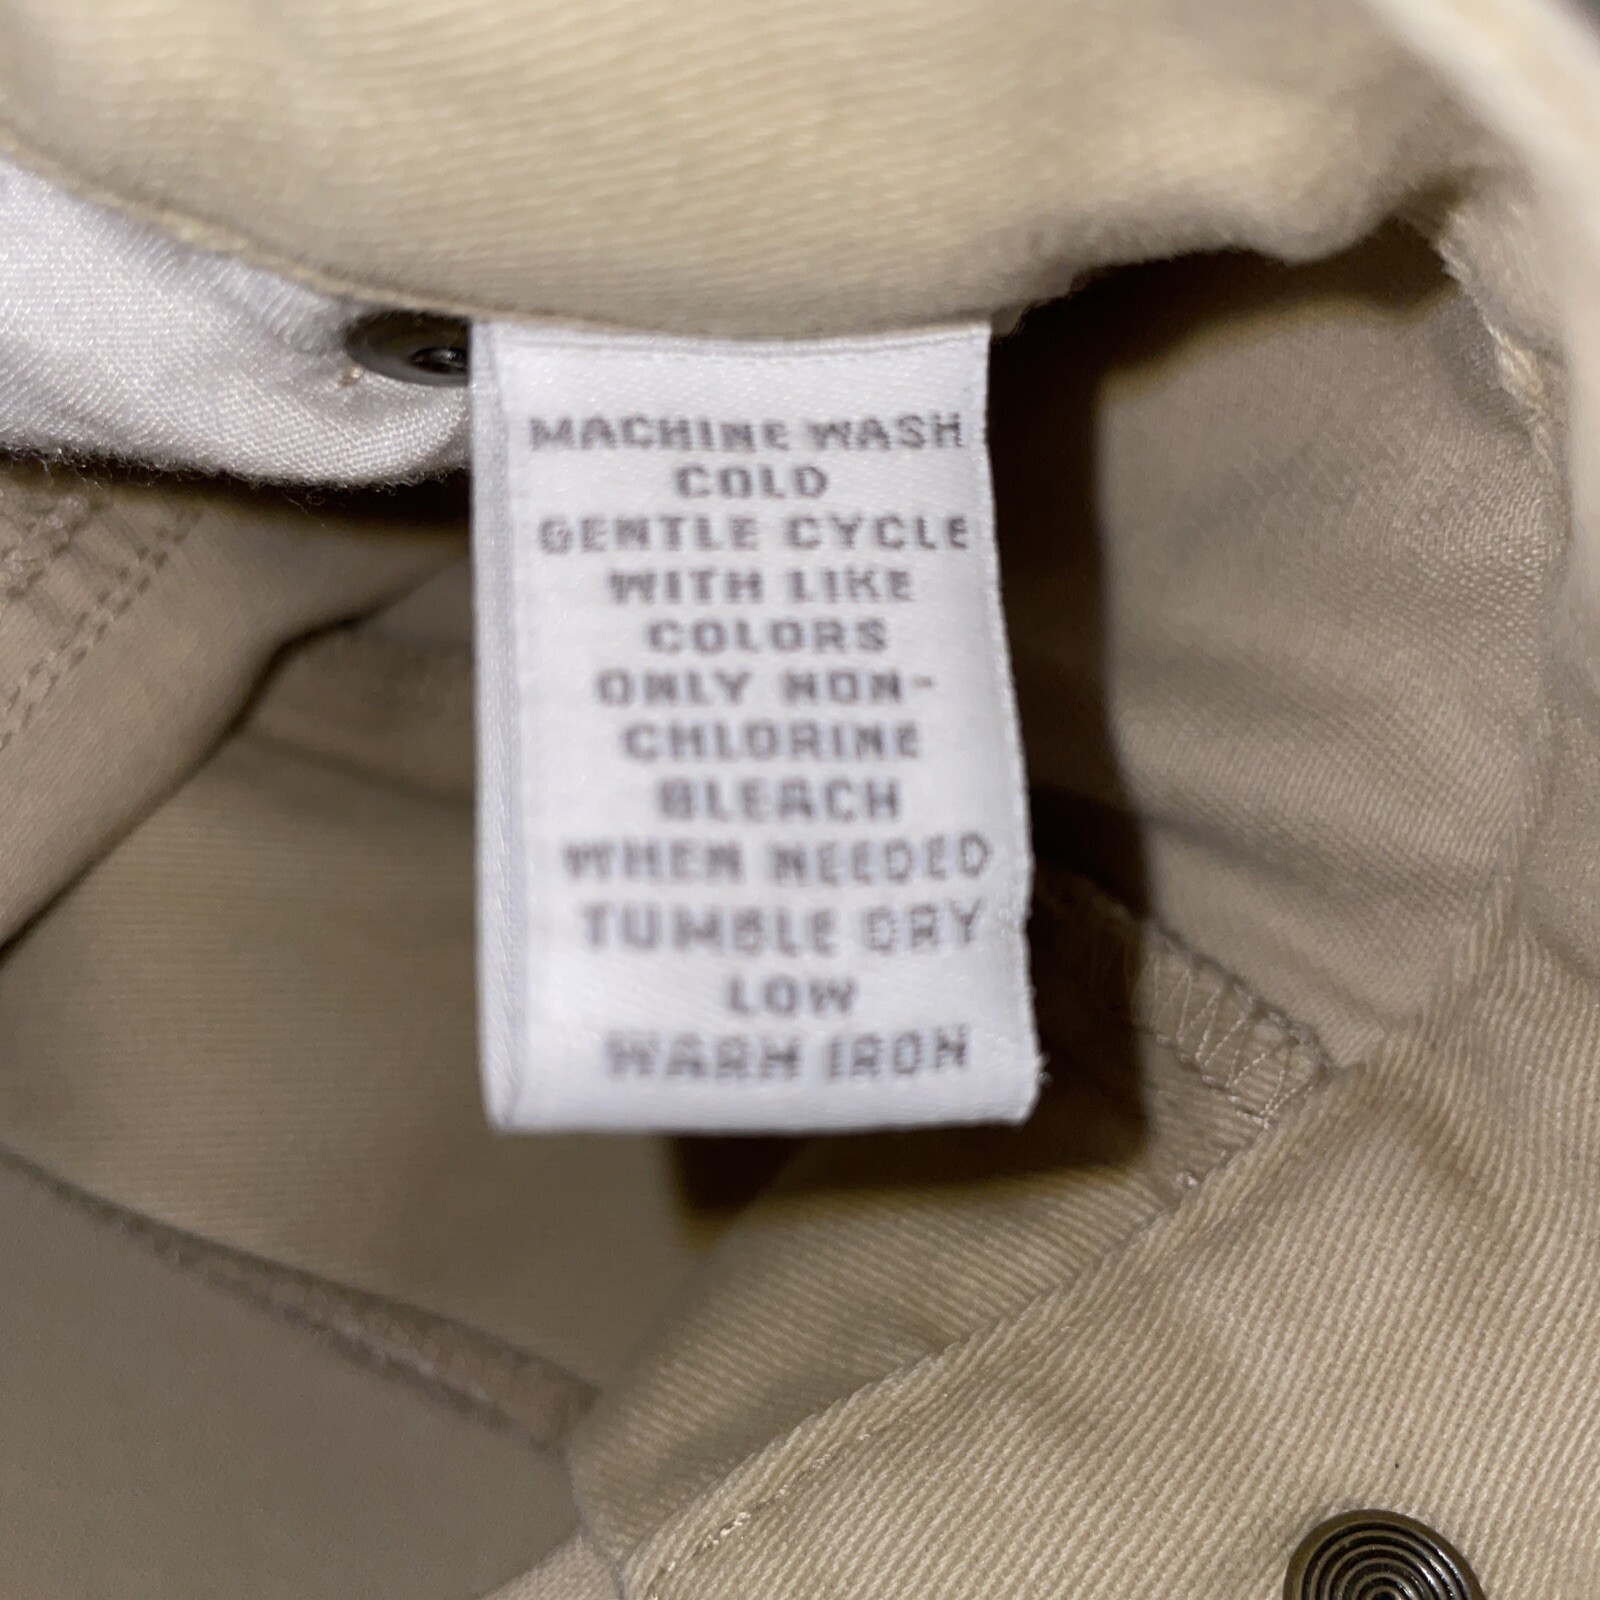 MACHINE WASH
COLD
GENTLE CYCLE
WITH LIKE
COLORS
ONLY NON-
CHLORINE
BLEACH
WHEN NEEDED
TUMBLE DRY
LOW
WARM IRON